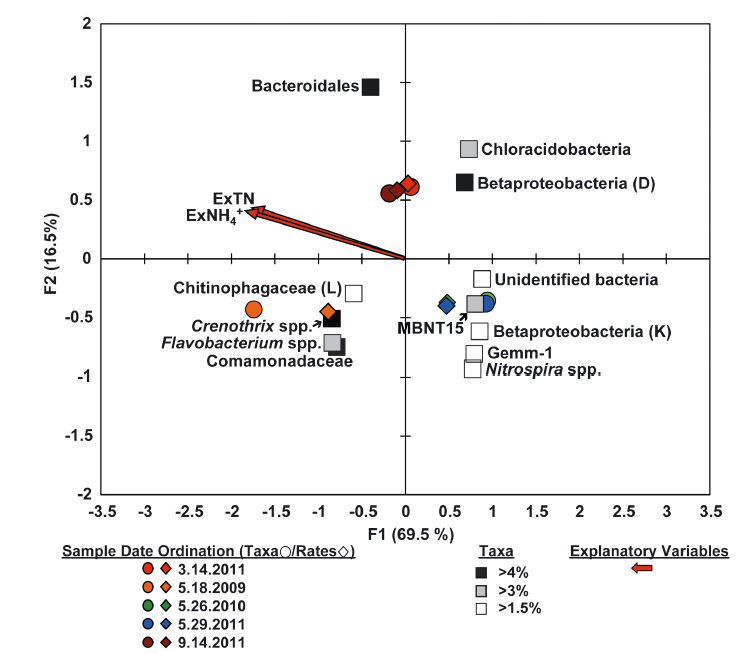 2
1.5
Bacteroidales
1
Chloracidobacteria
Betaproteobacteria (D)
0.5
ExTN
ExNH4+
F2 (16.5%)
0
Unidentified bacteria
Chitinophagaceae (L)
-0.5
Crenothrix spp.
MBNT15
Betaproteobacteria (K)
Flavobacterium spp.
Comamonadaceae
Gemm-1
Nitrospira spp.
-1
-1.5
-2
-3.5 -3 -2.5 -2 -1.5 -1 -0.5 0 0.5 1 1.5 2 2.5 3 3.5
F1 (69.5 %)
Sample Date Ordination (Taxa○/Rates◇)
3.14.2011
5.18.2009
5.26.2010
5.29.2011
9.14.2011
Taxa
>4%
>3%
>1.5%
Explanatory Variables